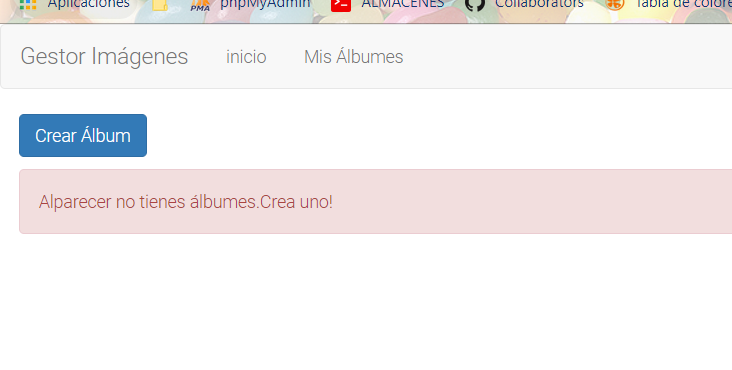 Aplicaciones phpMyAdmin ALMACENES Collaborators Tabla de colore
PMA
Gestor Imágenes inicio Mis Álbumes
Crear Álbum
Alparecer no tienes álbumes.Crea uno!